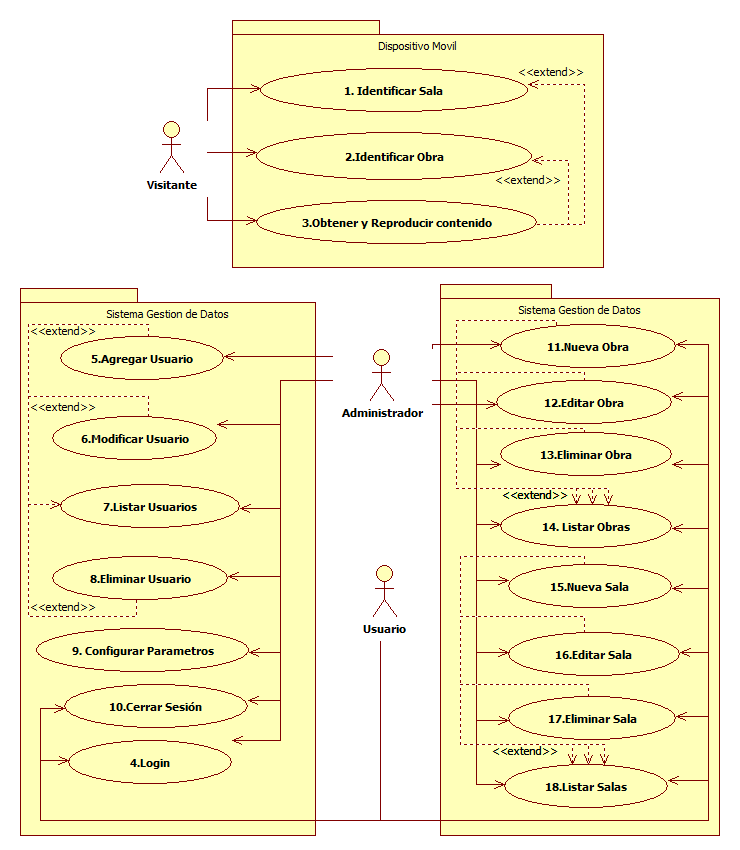 Dispositivo Movil
<<extend>>
1. Identificar Sala
2.Identificar Obra
<<extend>>
Visitante
3.Obtener y Reproducir contenido
Sistema Gestion de Datos
<<extend>>
5.Agregar Usuario
<<extend>>
6.Modificar Usuario
7.Listar Usuarios
8.Eliminar Usuario
<<extend>>
9. Configurar Parametros
10.Cerrar Sesión
4.Login
Administrador
Usuario
Sistema Gestion de Datos
11.Nueva Obra
12.Editar Obra
13.Eliminar Obra
<<extend>>
14. Listar Obras
15.Nueva Sala
16.Editar Sala
17.Eliminar Sala
<<extend>>
18.Listar Salas